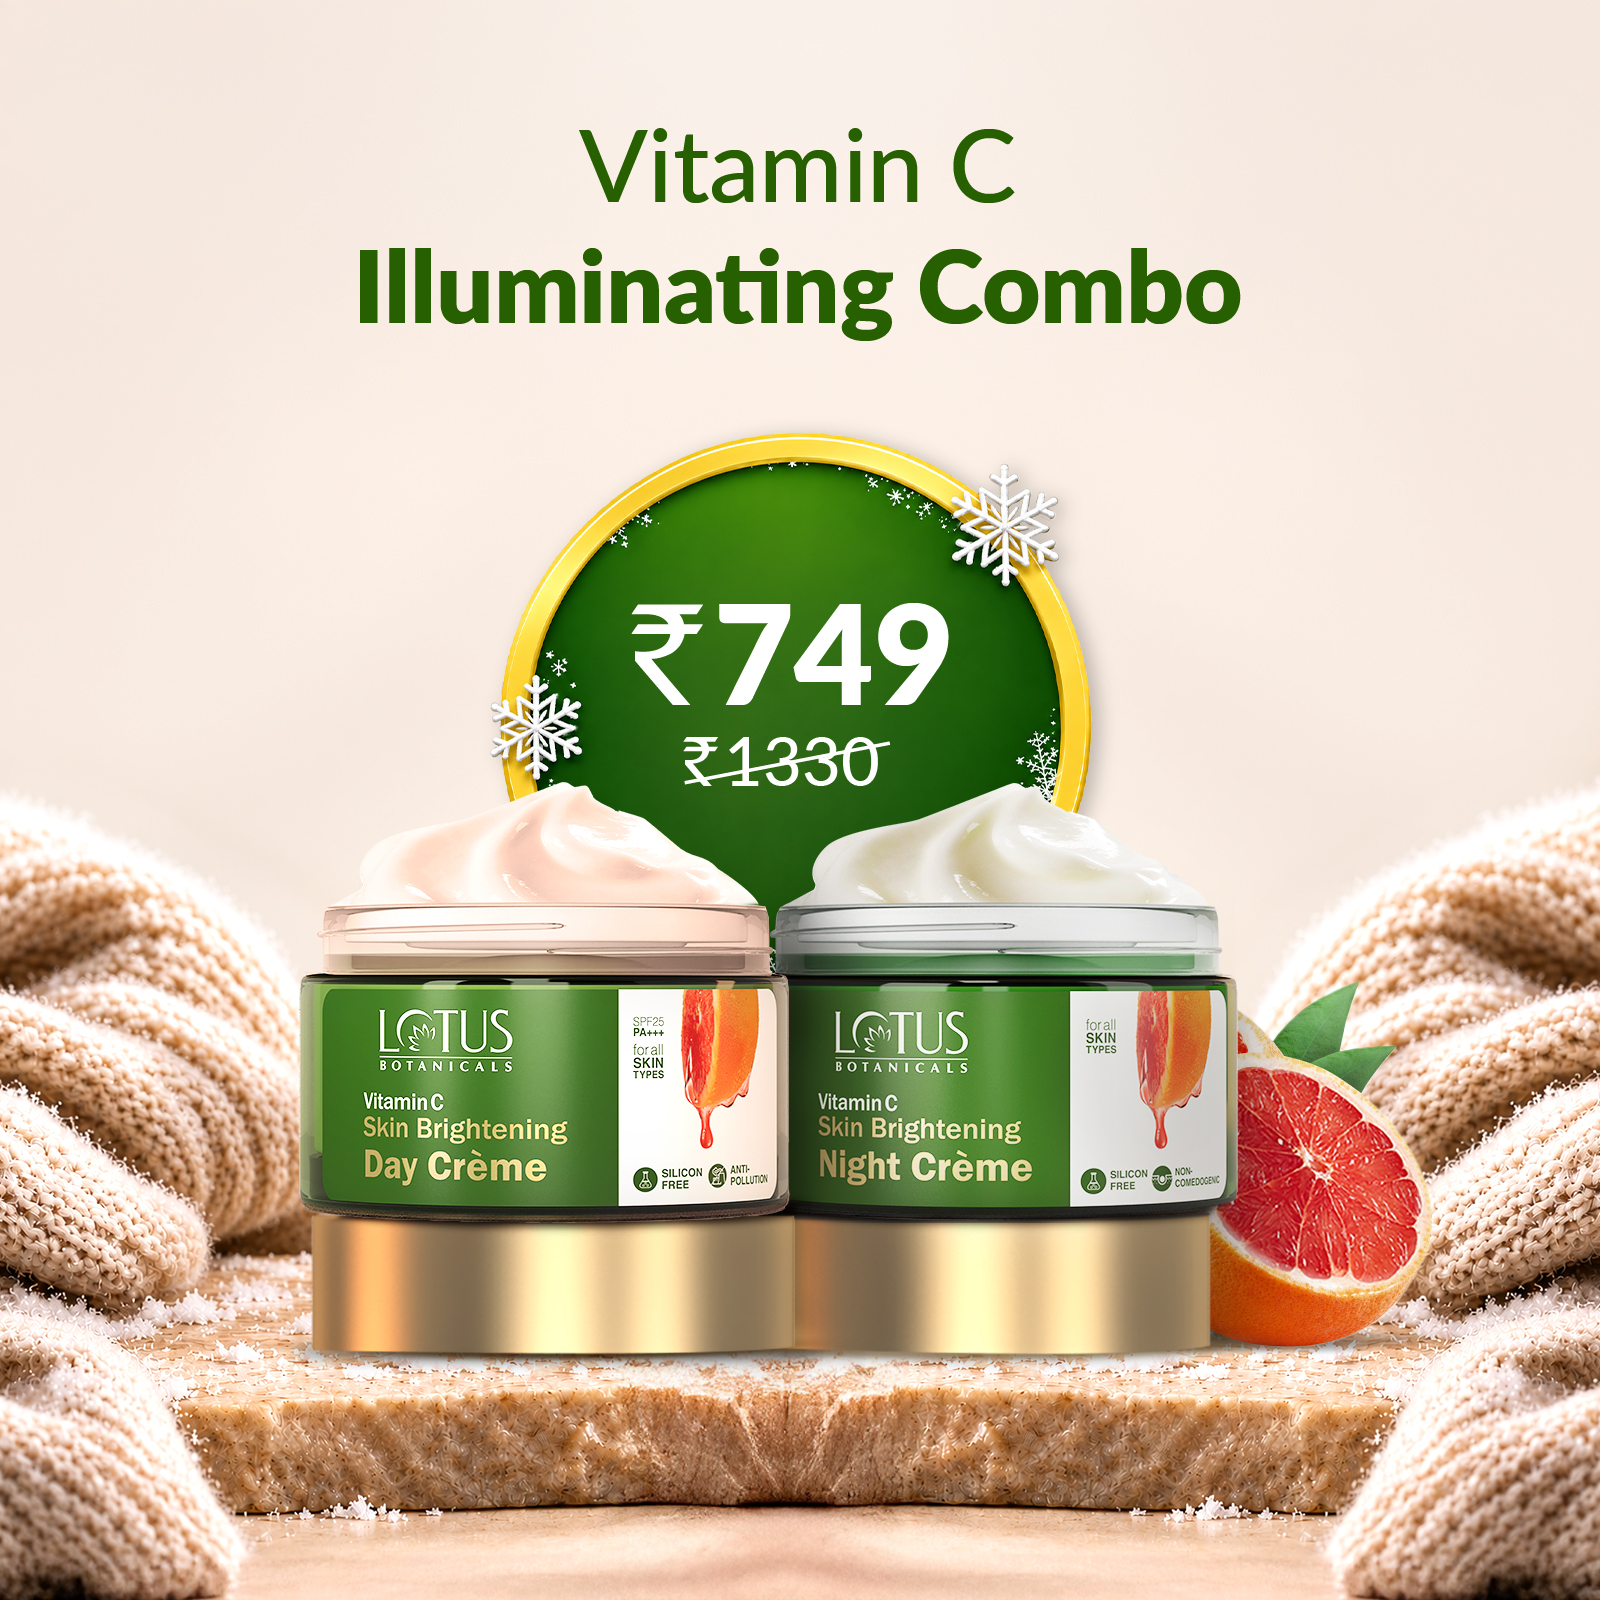 Vitamin C
Illuminating Combo
₹749
₹1330
LOTUS
BOTANICALS
Vitamin C
Skin Brightening
Day Crème
SPF25
PA+++
for all
SKIN
TYPES
SILICON
FREE
ANTI-
POLLUTION
LOTUS
BOTANICALS
Vitamin C
Skin Brightening
Night Crème
for all
SKIN
TYPES
SILICON
FREE
NON-
COMEDOGENIC